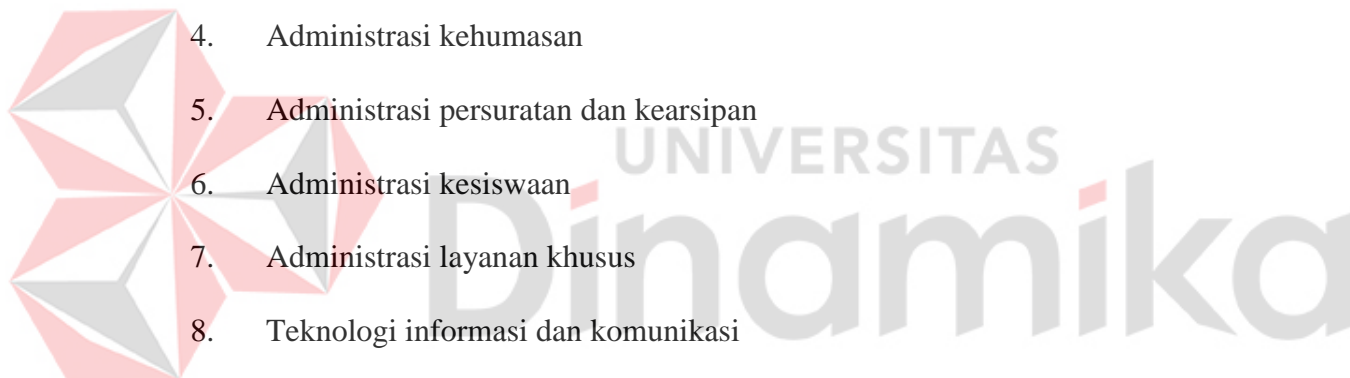 4. Administrasi kehumasan
5. Administrasi persuratan dan kearsipan
UNIVERSITAS
6. Administrasi kesiswaan
Dinamika
7. Administrasi layanan khusus
8. Teknologi informasi dan komunikasi